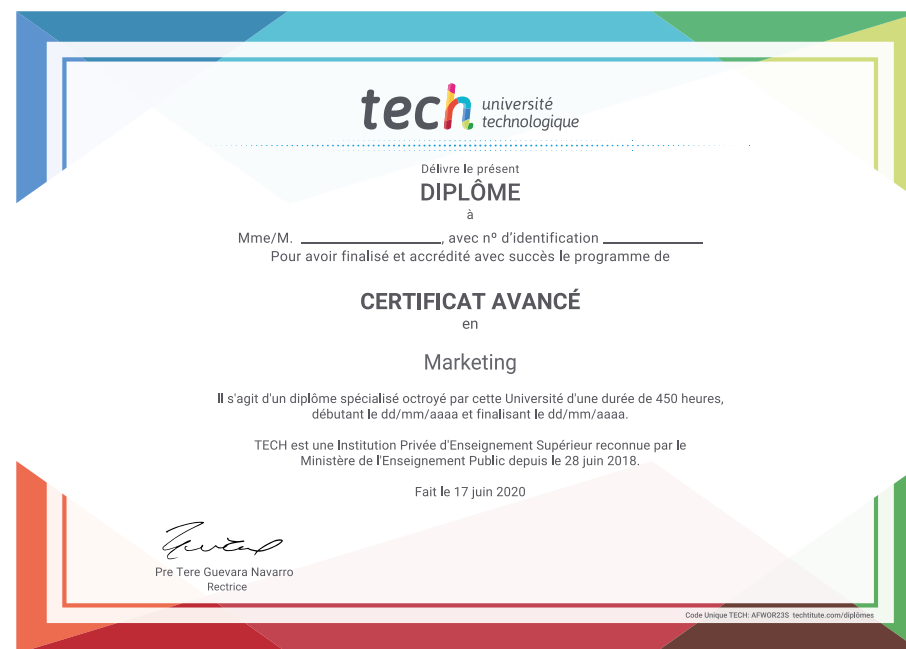 tech université
technologique
Délivre le présent
DIPLÔME
à
Mme/M. ____________________, avec nº d'identification ______________
Pour avoir finalisé et accrédité avec succès le programme de
CERTIFICAT AVANCÉ
en
Marketing
Il s'agit d'un diplôme spécialisé octroyé par cette Université d'une durée de 450 heures,
débutant le dd/mm/aaaa et finalisant le dd/mm/aaaa.
TECH est une Institution Privée d'Enseignement Supérieur reconnue par le
Ministère de l'Enseignement Public depuis le 28 juin 2018.
Fait le 17 juin 2020
Pre Tere Guevara Navarro
Rectrice
Code Unique TECH: AFWOR23S techtitute.com/diplômes